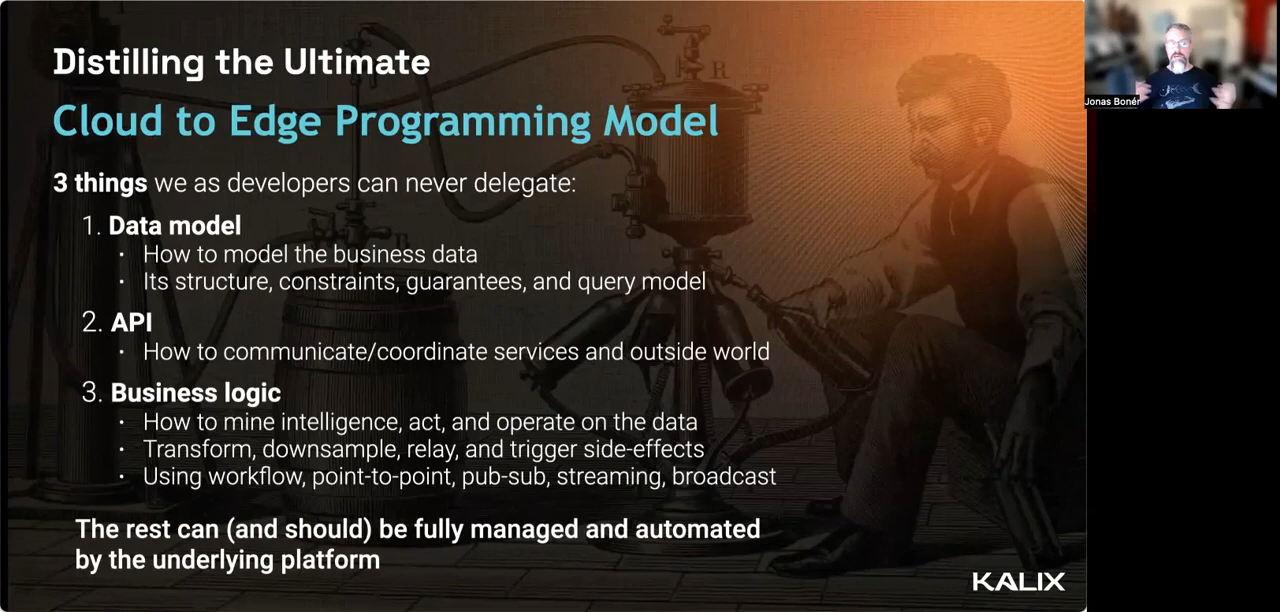 Distilling the Ultimate
Cloud to Edge Programming Model
3 things we as developers can never delegate:
1. Data model
• How to model the business data
• Its structure, constraints, guarantees, and query model
2. API
• How to communicate/coordinate services and outside world
3. Business logic
• How to mine intelligence, act, and operate on the data
• Transform, downsample, relay, and trigger side-effects
• Using workflow, point-to-point, pub-sub, streaming, broadcast
The rest can (and should) be fully managed and automated
by the underlying platform
KALIX
Jonas Bonér